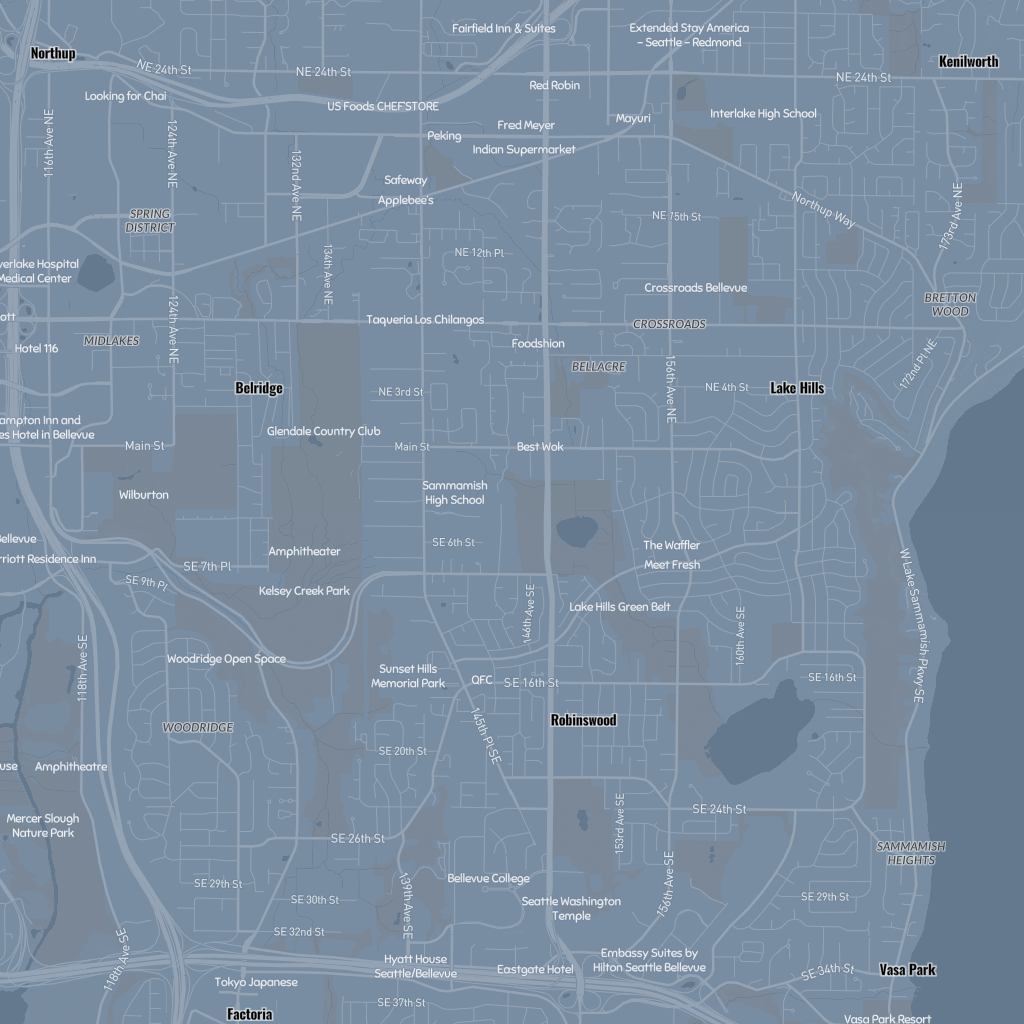 Fairfield Inn & Suites
Extended Stay America
- Seattle - Redmond
Northup
Kenilworth
NE 24th St
NE 24th St
NE 24th St
Red Robin
Looking for Chai
US Foods CHEF'STORE
Interlake High School
Mayuri
Fred Meyer
Peking
Indian Supermarket
116th Ave NE
124th Ave NE
132nd Ave NE
Safeway
Applebee's
Northup Way
173rd Ave NE
SPRING
DISTRICT
NE 15th St
NE 12th Pl
verlake Hospital
Medical Center
134th Ave NE
Crossroads Bellevue
BRETTON
WOOD
ott
124th Ave NE
Taqueria Los Chilangos
CROSSROADS
MIDLAKES
Hotel 116
Foodshion
BELLACRE
172nd Pl NE
156th Ave NE
Belridge
NE 3rd St
NE 4th St
Lake Hills
ampton Inn and
es Hotel in Bellevue
Glendale Country Club
Main St
Main St
Best Wok
Wilburton
Sammamish
High School
Bellevue
rriott Residence Inn
Amphitheater
SE 6th St
The Waffler
Meet Fresh
SE 7th Pl
SE 9th Pl
Kelsey Creek Park
146th Ave SE
Lake Hills Green Belt
160th Ave SE
W Lake Sammamish Pkwy SE
118th Ave SE
Woodridge Open Space
Sunset Hills
Memorial Park
QFC
SE 16th St
SE 16th St
WOODRIDGE
Robinswood
145th Pl SE
SE 20th St
use
Amphitheatre
Mercer Slough
Nature Park
SE 26th St
153rd Ave SE
SE 24th St
SAMMAMISH
HEIGHTS
SE 29th St
139th Ave SE
Bellevue College
156th Ave SE
SE 30th St
Seattle Washington
Temple
SE 29th St
SE 32nd St
118th Ave SE
Hyatt House
Seattle/Bellevue
Eastgate Hotel
Embassy Suites by
Hilton Seattle Bellevue
SE 34th St
Vasa Park
Tokyo Japanese
SE 37th St
Factoria
Vasa Park Resort